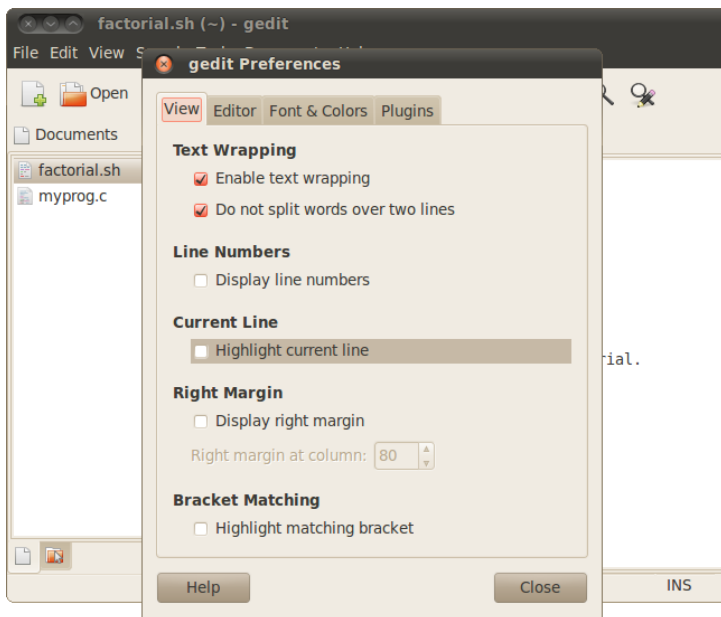 factorial.sh (~) - gedit
File Edit View
gedit Preferences
Open
View Editor Font & Colors Plugins
Documents
Text Wrapping
factorial.sh
Enable text wrapping
myprog.c
Do not split words over two lines
Line Numbers
Display line numbers
Current Line
Highlight current line
rial.
Right Margin
Display right margin
Right margin at column: 80
Bracket Matching
Highlight matching bracket
Help Close
INS